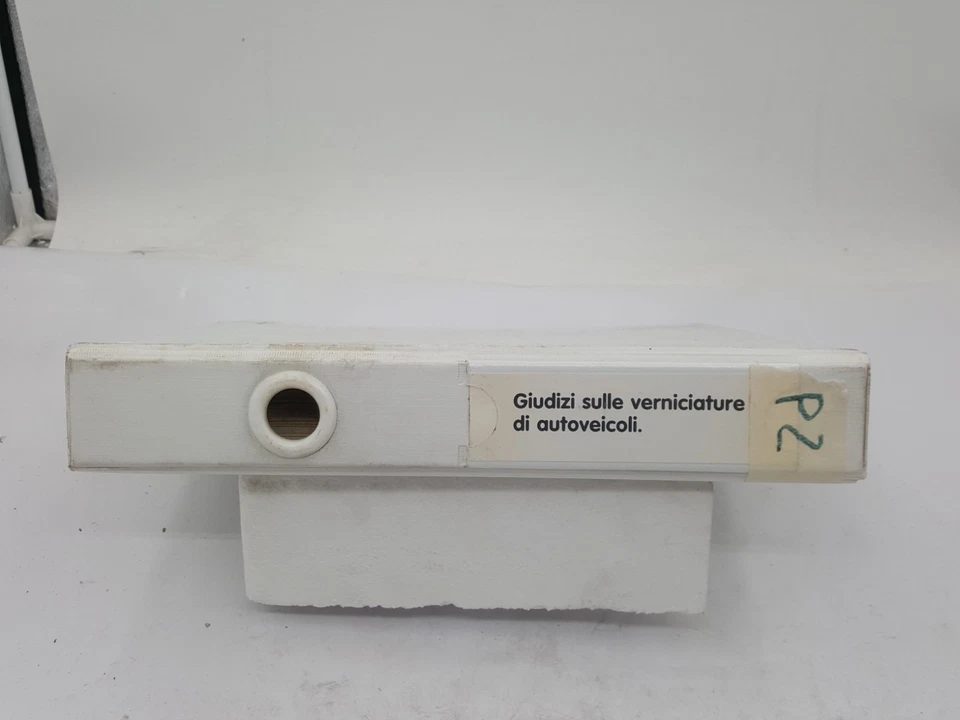 Giudizi sulle verniciature
di autoveicoli.
P2